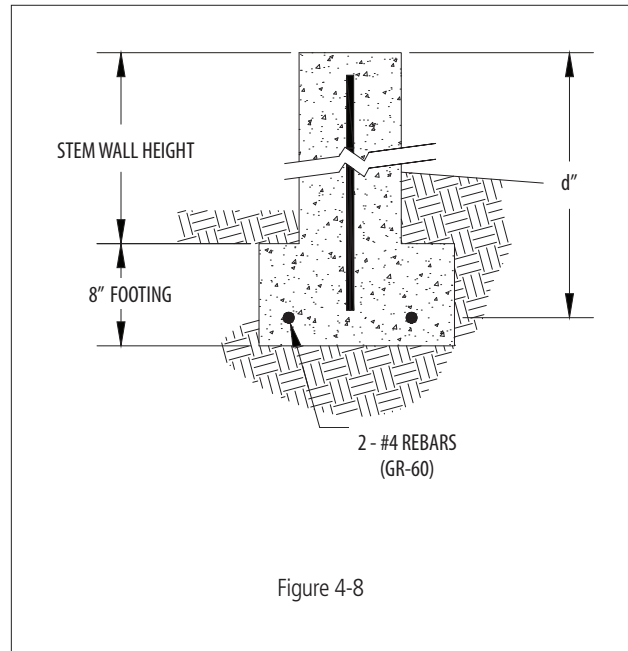 STEM WALL HEIGHT
d”
8” FOOTING
2 - #4 REBARS
(GR-60)
Figure 4-8